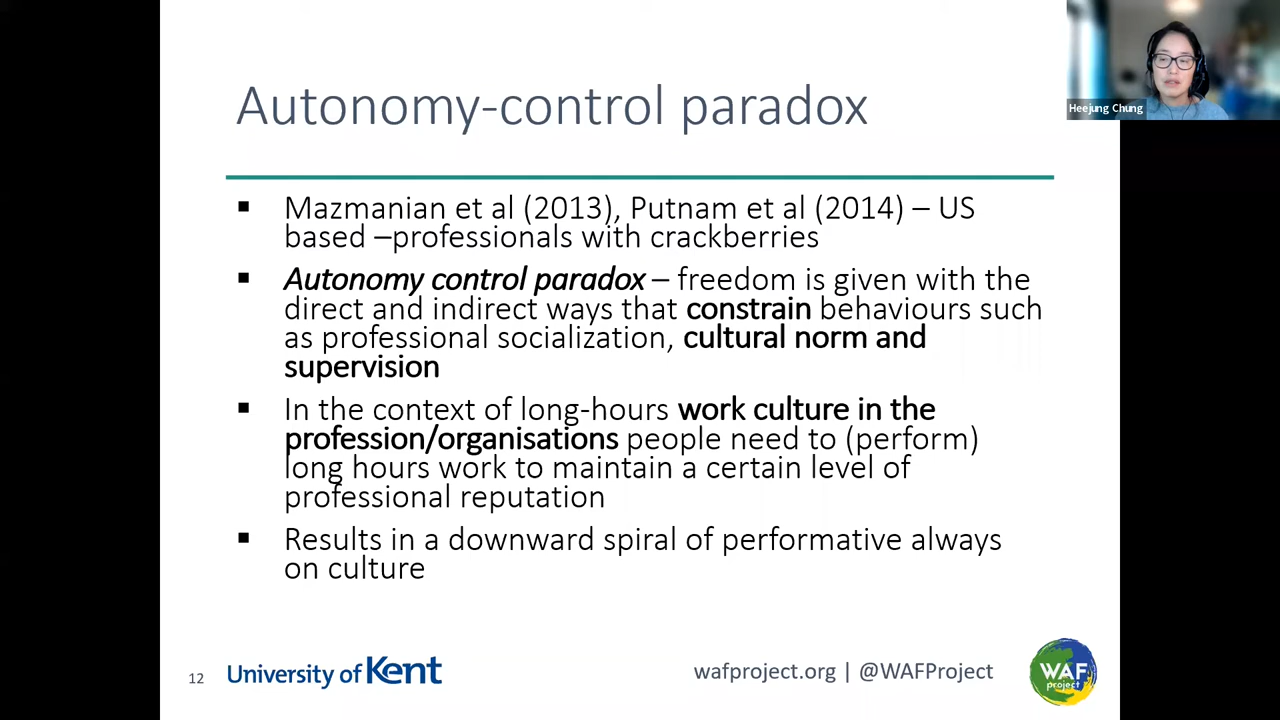 Autonomy-control paradox
Heejung Chung
▪ Mazmanian et al (2013), Putnam et al (2014) – US
based –professionals with crackberries
▪ Autonomy control paradox – freedom is given with the
direct and indirect ways that constrain behaviours such
as professional socialization, cultural norm and
supervision
▪ In the context of long-hours work culture in the
profession/organisations people need to (perform)
long hours work to maintain a certain level of
professional reputation
▪ Results in a downward spiral of performative always
on culture
12
University of Kent
wafproject.org | @WAFProject
WAF
project